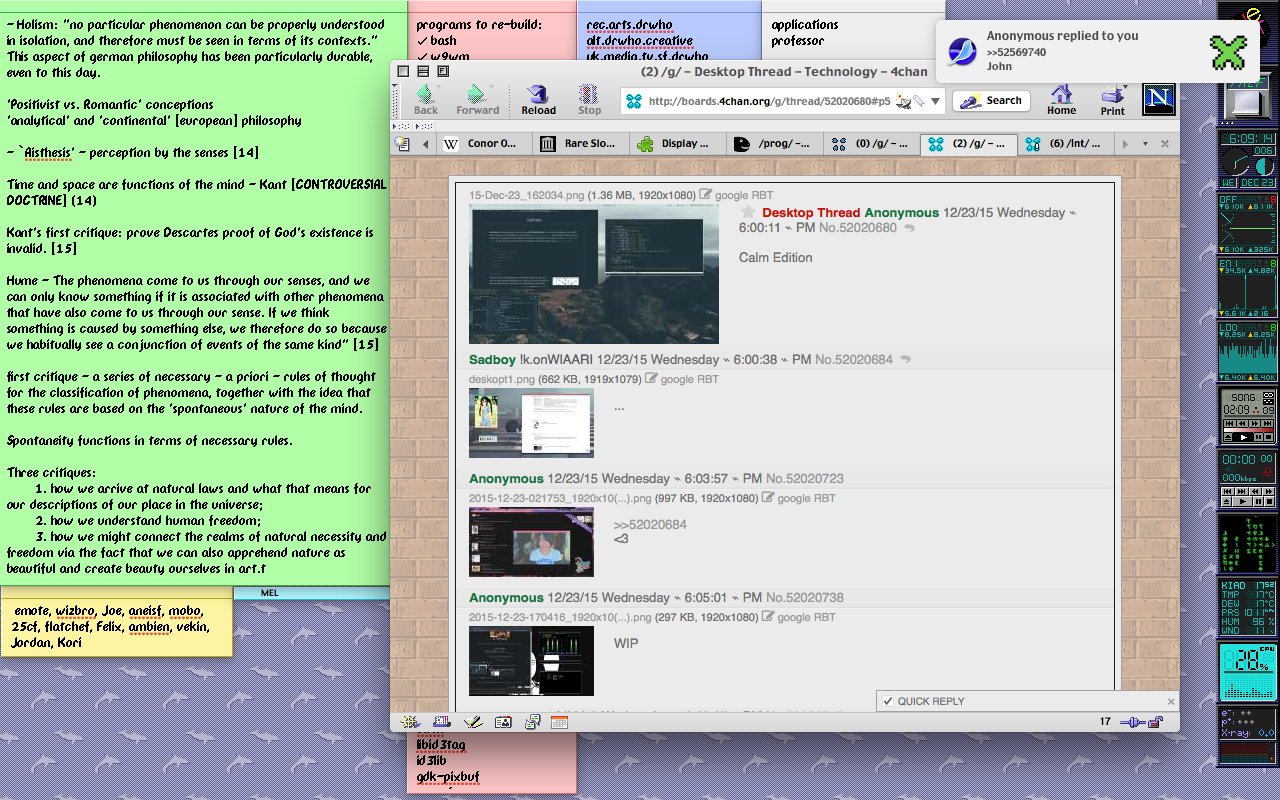 - Holism: "no particular phenomenon can be properly understood
in isolation, and therefore must be seen in terms of its contexts."
This aspect of german philosophy has been particularly durable,
even to this day.
'Positivist vs. Romantic' conceptions
'analytical' and 'continental' [european] philosophy
- `Aisthesis' - perception by the senses [14]
Time and space are functions of the mind - Kant [CONTROVERSIAL
DOCTRINE] (14)
Kant's first critique: prove Descartes proof of God's existence is
invalid. [15]
Hume - The phenomena come to us through our senses, and we
can only know something if it is associated with other phenomena
that have also come to us through our sense. If we think
something is caused by something else, we therefore do so because
we habitually see a conjunction of events of the same kind" [15]
first critique - a series of necessary - a priori - rules of thought
for the classification of phenomena, together with the idea that
these rules are based on the 'spontaneous' nature of the mind.
Spontaneity functions in terms of necessary rules.
Three critiques:
1. how we arrive at natural laws and what that means for
our descriptions of our place in the universe;
2. how we understand human freedom;
3. how we might connect the realms of natural necessity and
freedom via the fact that we can also apprehend nature as
beautiful and create beauty ourselves in art.f
MEL
emote, wizbro, Joe, aneisf, mobo,
25cf, flatchef, Felix, ambien, vekin,
Jordan, Kori
programs to re-build:
✓ bash
✓ w9wm
rec.arts.drwho
alt.drwho.creative
uk.media.tv.sf.drwho
applications
professor
Anonymous replied to you
>>52569740
John
(2) /g/ - Desktop Thread - Technology - 4chan
Back
Forward
Reload
Stop
http://boards.4chan.org/g/thread/52020680#p5
Search
Home
Print
N
Conor O...
Rare Slo...
Display ...
/prog/ -...
(0) /g/ -...
(2) /g/ -...
(6) /int/ ...
15-Dec-23_162034.png (1.36 MB, 1920x1080) google RBT
Desktop Thread Anonymous 12/23/15 Wednesday ~
6:00:11 ~ PM No.52020680
Calm Edition
Sadboy !k.onWIAARI 12/23/15 Wednesday ~ 6:00:38 ~ PM No.52020684
deskopt1.png (662 KB, 1919x1079) google RBT
...
Anonymous 12/23/15 Wednesday ~ 6:03:57 ~ PM No.52020723
2015-12-23-021753_1920x10(...).png (997 KB, 1920x1080) google RBT
>>52020684
<3
Anonymous 12/23/15 Wednesday ~ 6:05:01 ~ PM No.52020738
2015-12-23-170416_1920x10(...).png (297 KB, 1920x1080) google RBT
WIP
QUICK REPLY
17
libid3tag
id3lib
gdk-pixbuf
6:09:14
006
WE DEC 23
OFF
EN1
LOO
SONG
02:09
09
00:00 00
000kbps
KIAD
TMP
DEW
PRS
HUM 96 %
WND
CPU
28%
e-:
p+:
X-ray: 0.0